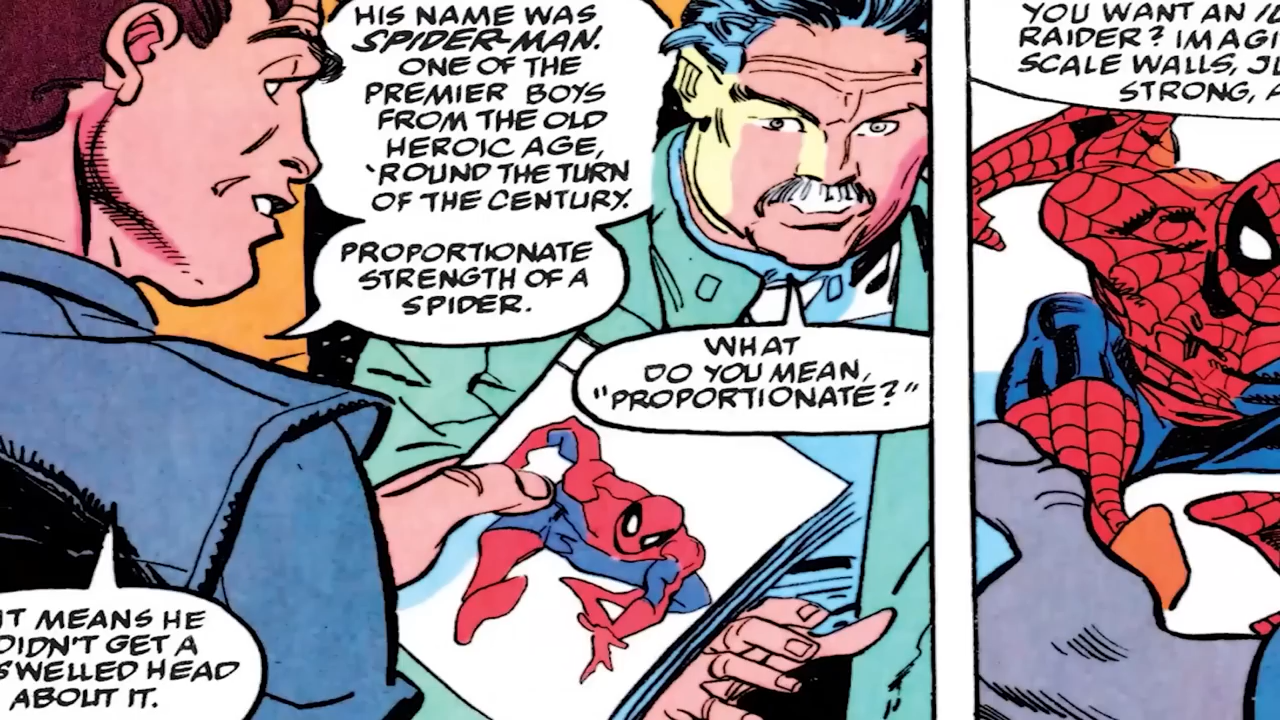 HIS NAME WAS
SPIDER-MAN.
ONE OF THE
PREMIER BOYS
FROM THE OLD
HEROIC AGE,
'ROUND THE TURN
OF THE CENTURY.
PROPORTIONATE
STRENGTH OF A
SPIDER.
WHAT
DO YOU MEAN,
"PROPORTIONATE?"
IT MEANS HE
DIDN'T GET A
SWELLED HEAD
ABOUT IT.
YOU WANT AN
RAIDER?
SCALE WALLS,
STRONG,